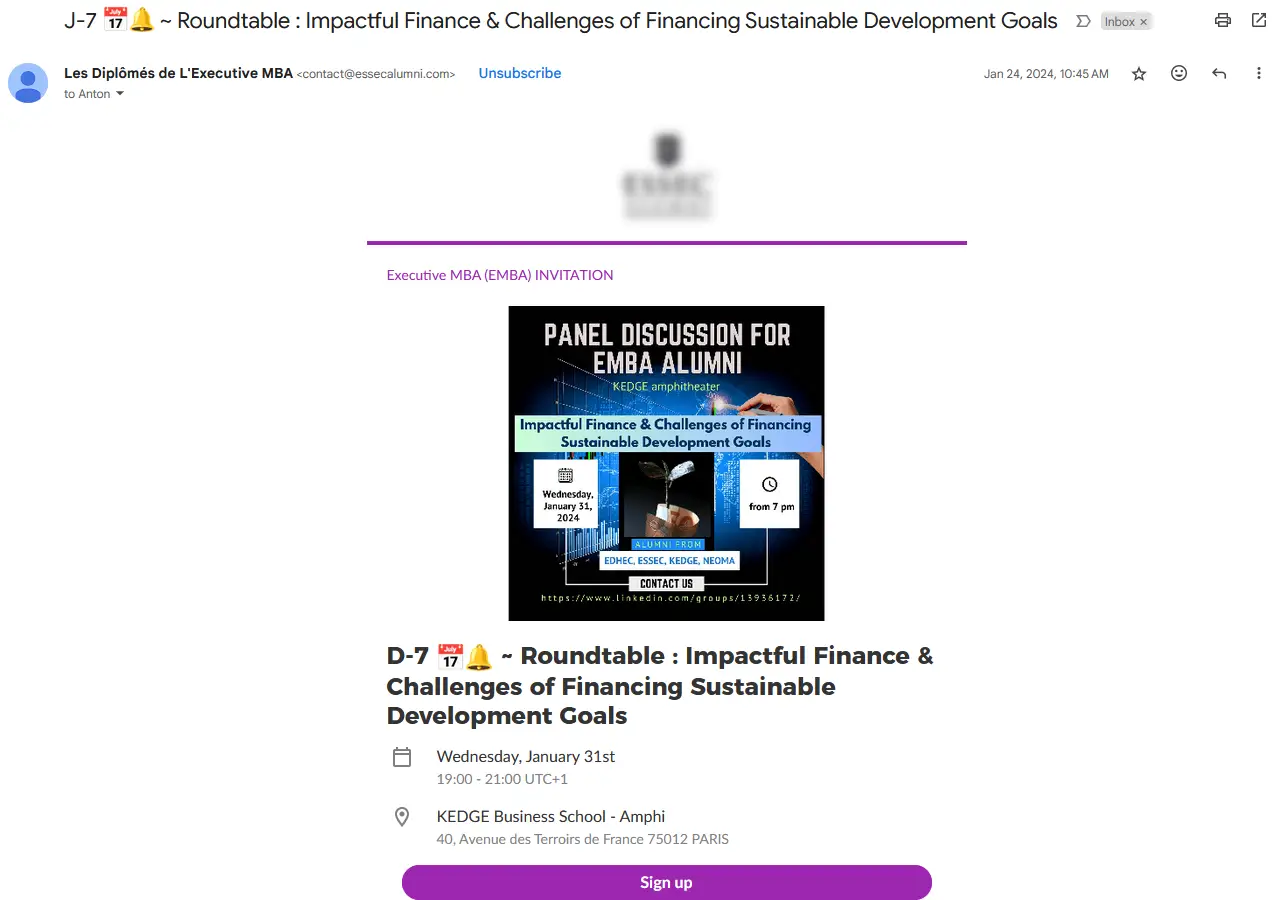 J-7 📅🔔 ~ Roundtable : Impactful Finance & Challenges of Financing Sustainable Development Goals
Inbox ×
Les Diplômés de L'Executive MBA <contact@essecalumni.com> Unsubscribe
Jan 24, 2024, 10:45 AM
to Anton
ESSEC
Executive MBA (EMBA) INVITATION
PANEL DISCUSSION FOR
EMBA ALUMNI
KEDGE amphitheater
Impactful Finance & Challenges of Financing
Sustainable Development Goals
Wednesday,
January 31,
2024
from 7 pm
ALUMNI FROM
EDHEC, ESSEC, KEDGE, NEOMA
CONTACT US
https://www.linkedin.com/groups/13936172/
D-7 📅🔔 ~ Roundtable : Impactful Finance &
Challenges of Financing Sustainable
Development Goals
Wednesday, January 31st
19:00 - 21:00 UTC+1
KEDGE Business School - Amphi
40, Avenue des Terroirs de France 75012 PARIS
Sign up